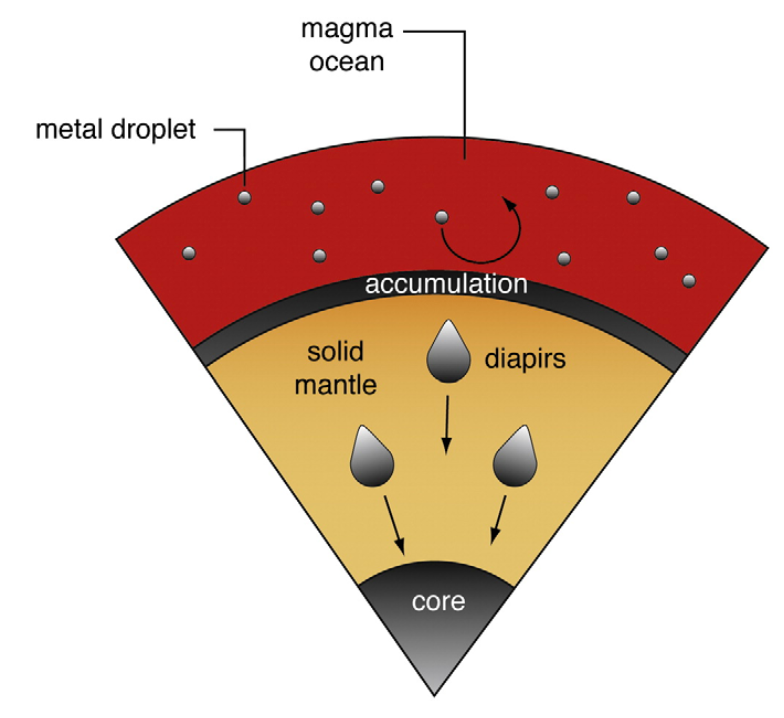 magma
ocean
metal droplet
accumulation
solid
mantle
diapirs
core